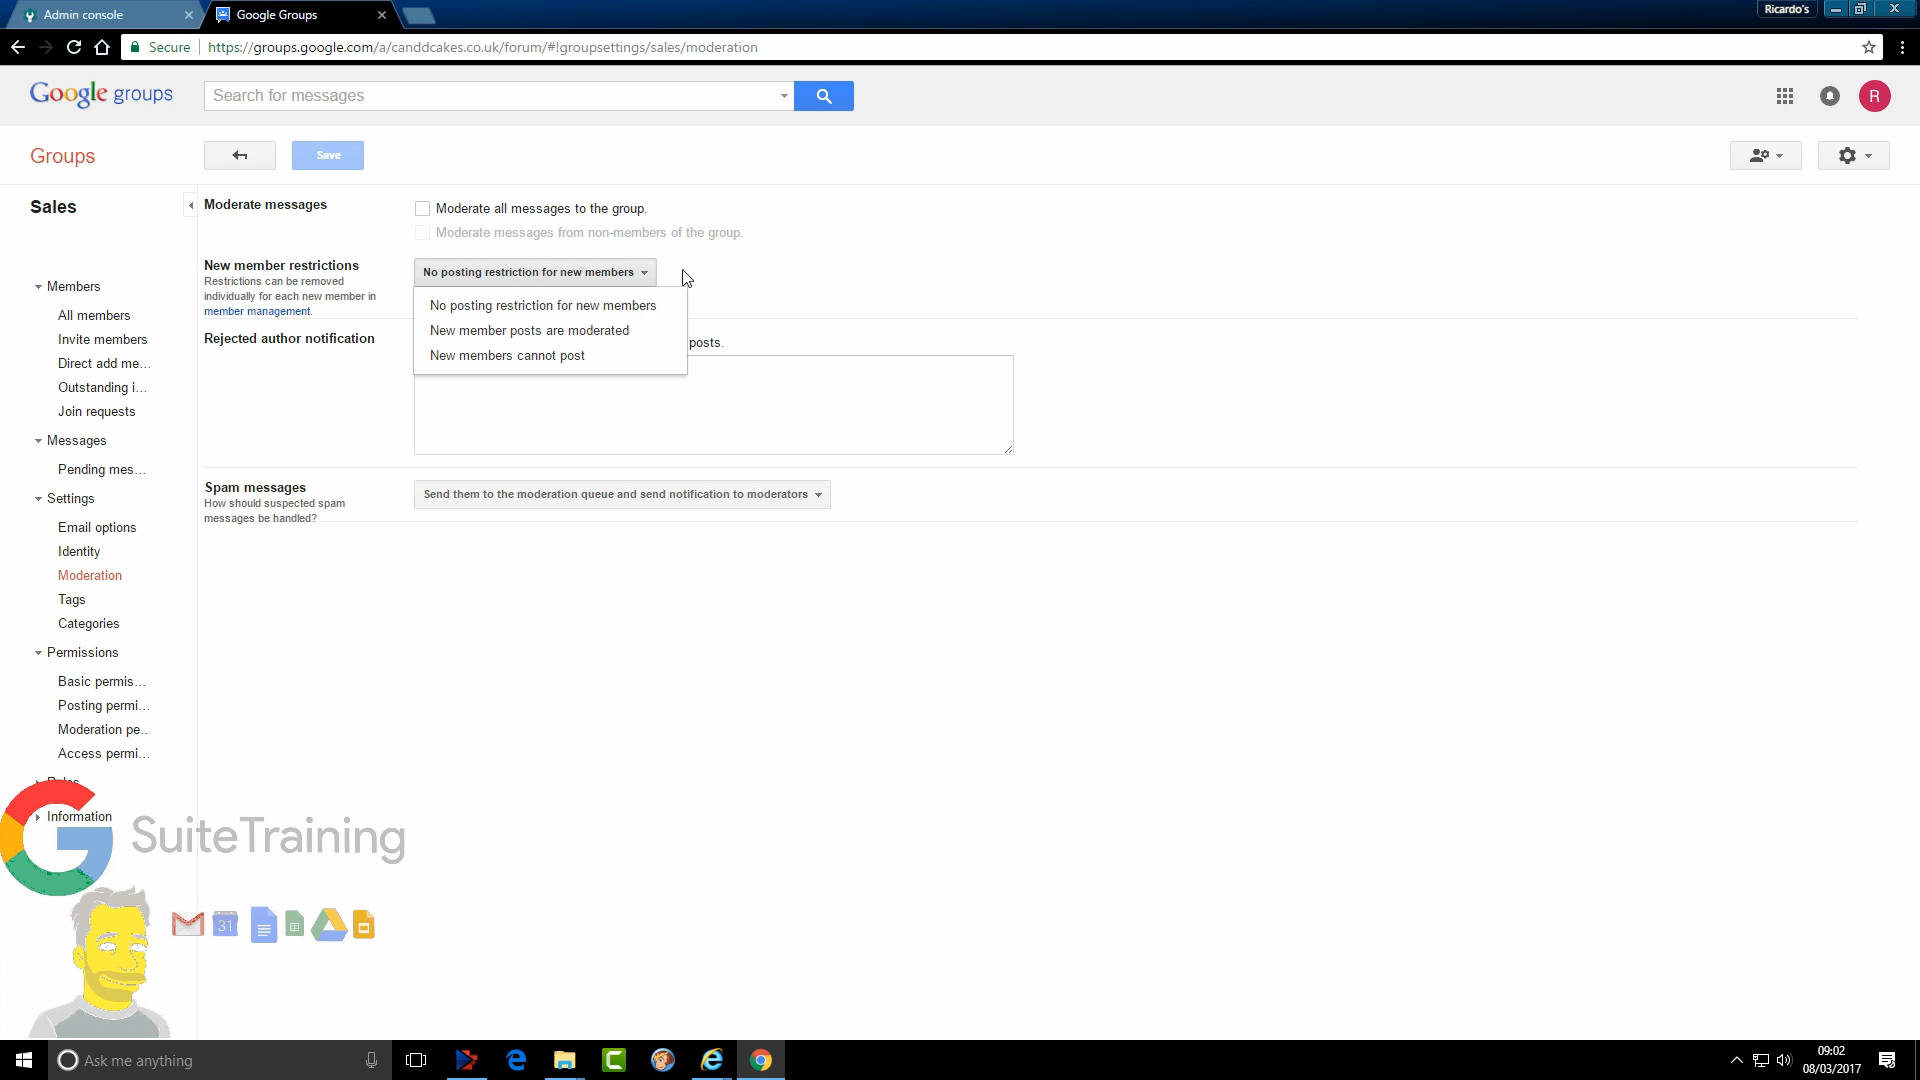 Admin console
Google Groups
Ricardo's
Secure
https://groups.google.com/a/canddcakes.co.uk/forum/#!groupsettings/sales/moderation
Google groups
Search for messages
R
Groups
Save
Sales
Moderate messages
Moderate all messages to the group.
Moderate messages from non-members of the group.
New member restrictions
Restrictions can be removed
individually for each new member in
member management.
No posting restriction for new members
No posting restriction for new members
New member posts are moderated
New members cannot post
Rejected author notification
posts.
Spam messages
How should suspected spam
messages be handled?
Send them to the moderation queue and send notification to moderators
Members
All members
Invite members
Direct add me...
Outstanding i...
Join requests
Messages
Pending mes...
Settings
Email options
Identity
Moderation
Tags
Categories
Permissions
Basic permis...
Posting permi...
Moderation pe...
Access permi...
Roles
Information
SuiteTraining
31
Ask me anything
09:02
08/03/2017